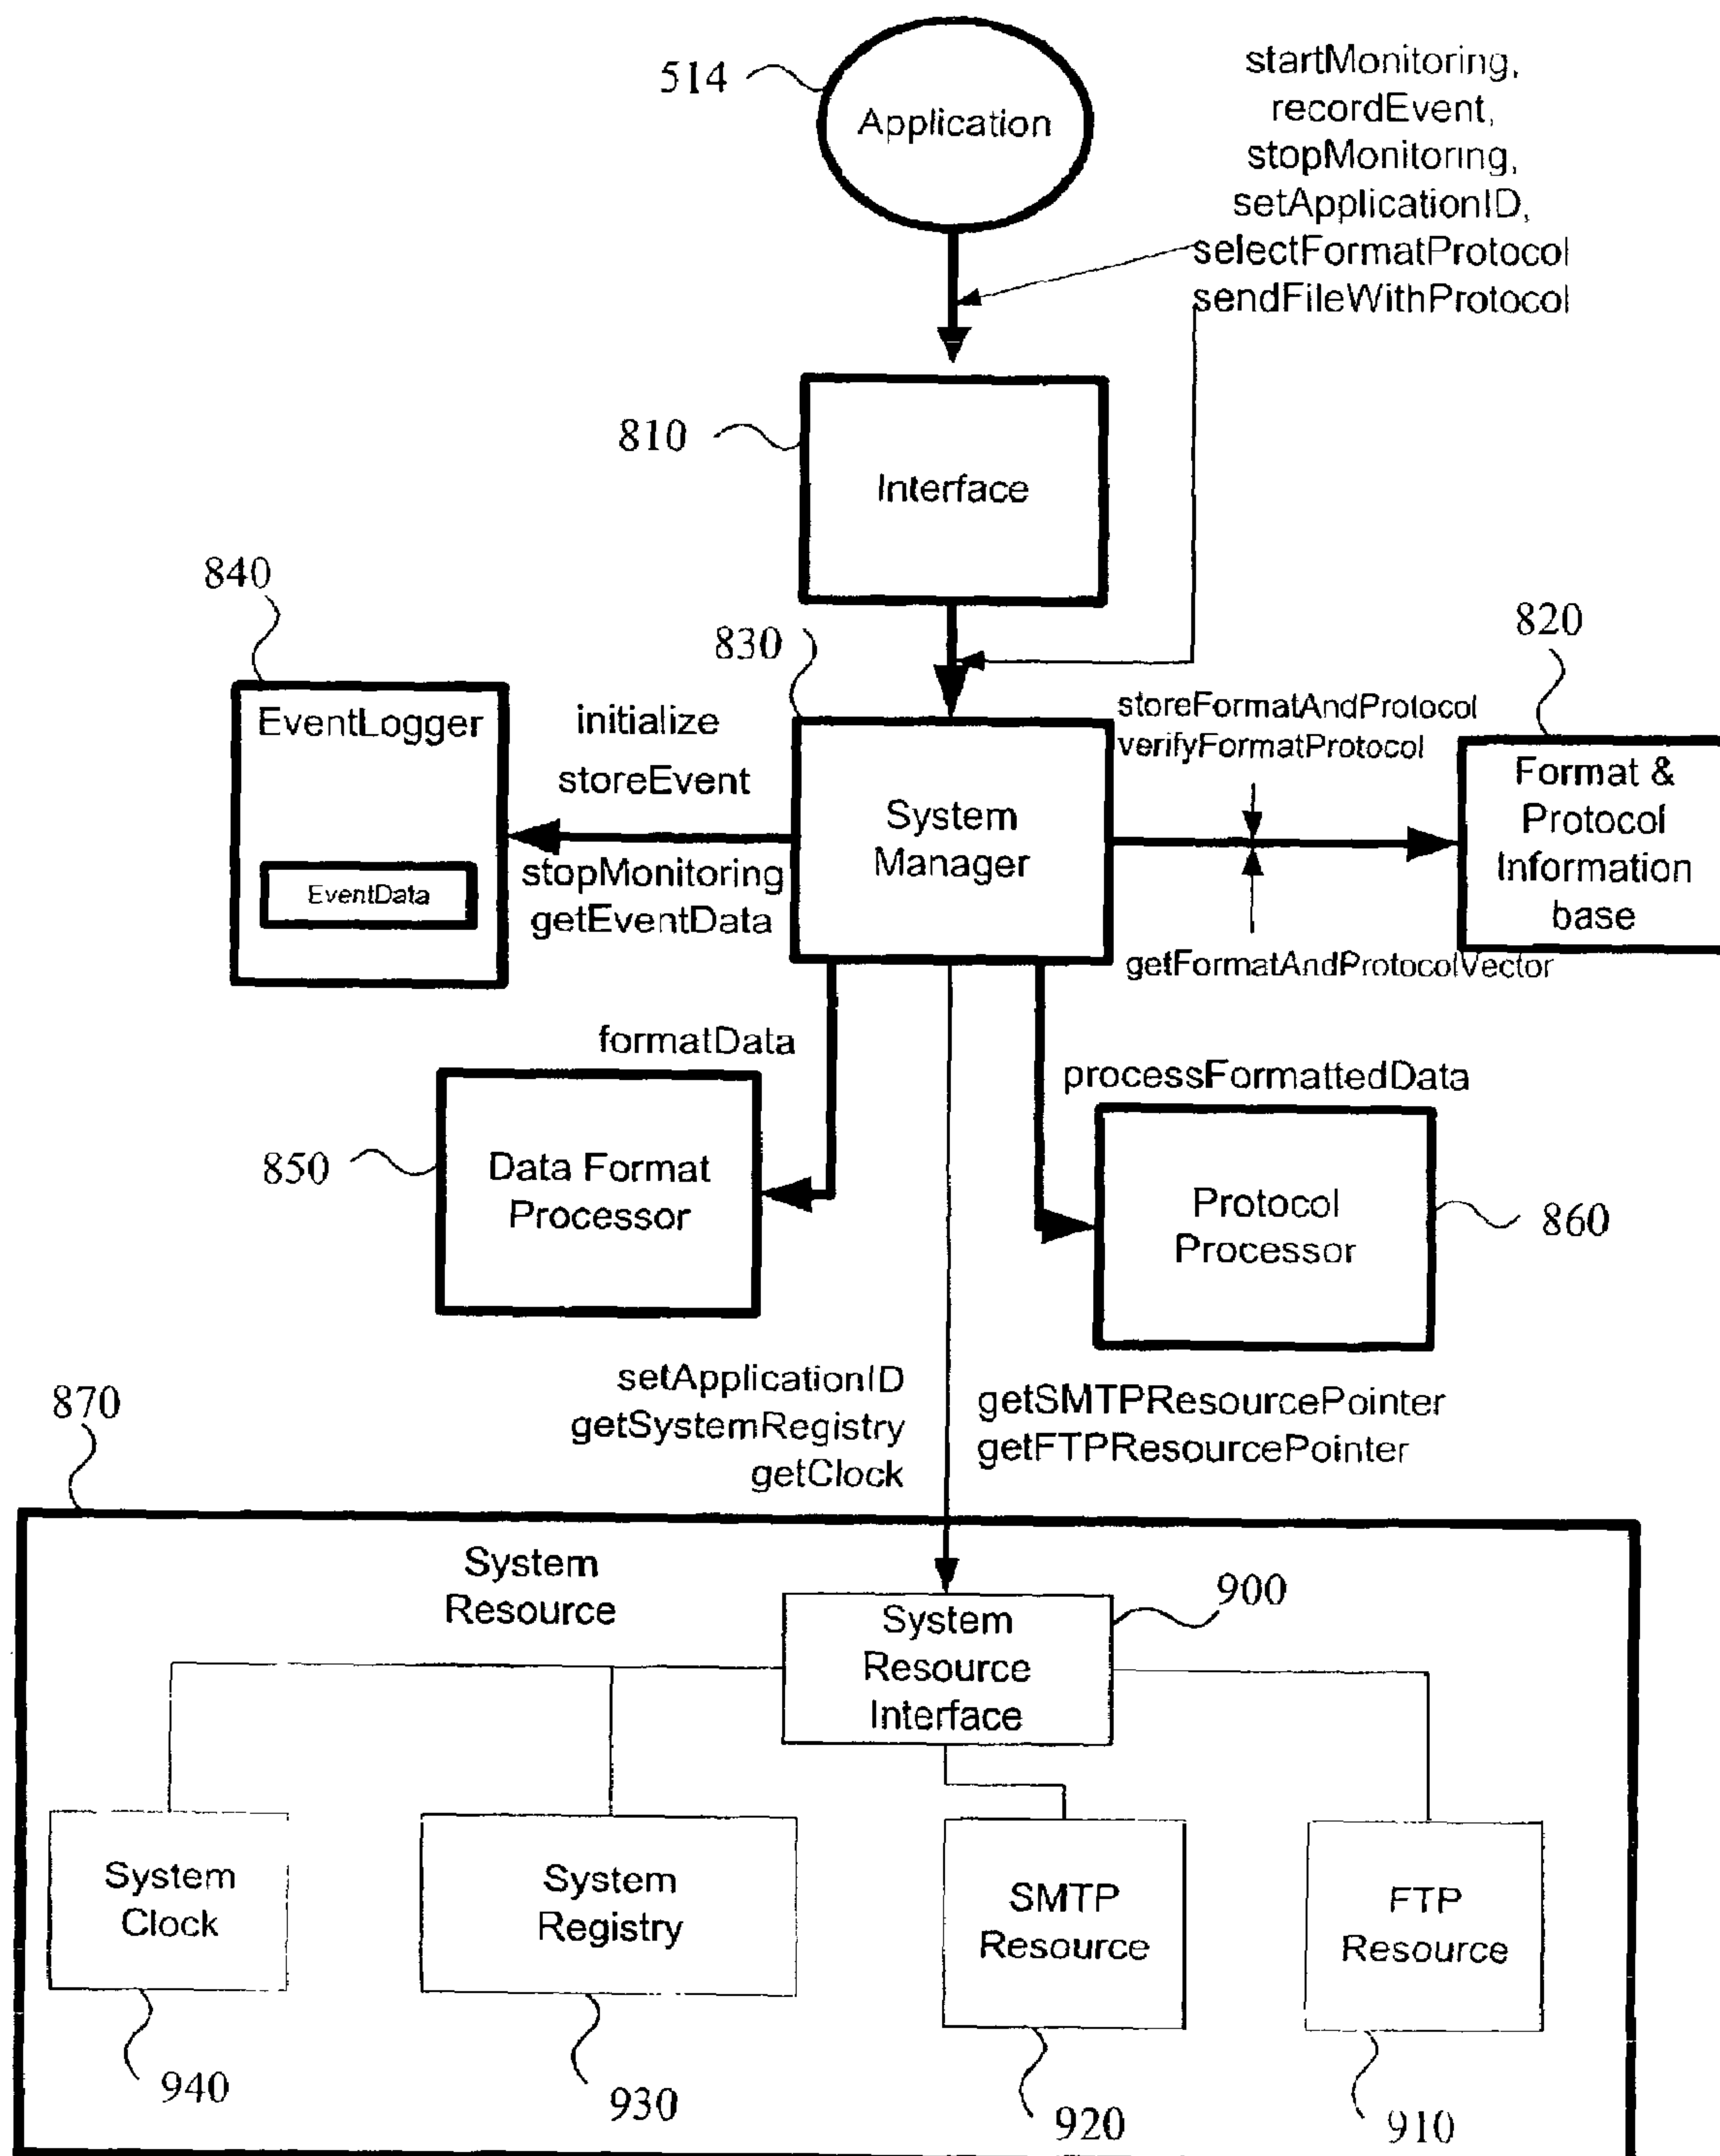 514
Application
startMonitoring,
recordEvent,
stopMonitoring,
setApplicationID,
selectFormatProtocol
sendFileWithProtocol
810
Interface
840
830
820
EventLogger
EventData
initialize
storeEvent
stopMonitoring
getEventData
System
Manager
storeFormatAndProtocol
verifyFormatProtocol
getFormatAndProtocolVector
Format &
Protocol
Information
base
formatData
850
Data Format
Processor
processFormattedData
Protocol
Processor
860
setApplicationID
getSystemRegistry
getClock
getSMTPResourcePointer
getFTPResourcePointer
870
System
Resource
900
System
Resource
Interface
System
Clock
System
Registry
SMTP
Resource
FTP
Resource
940
930
920
910